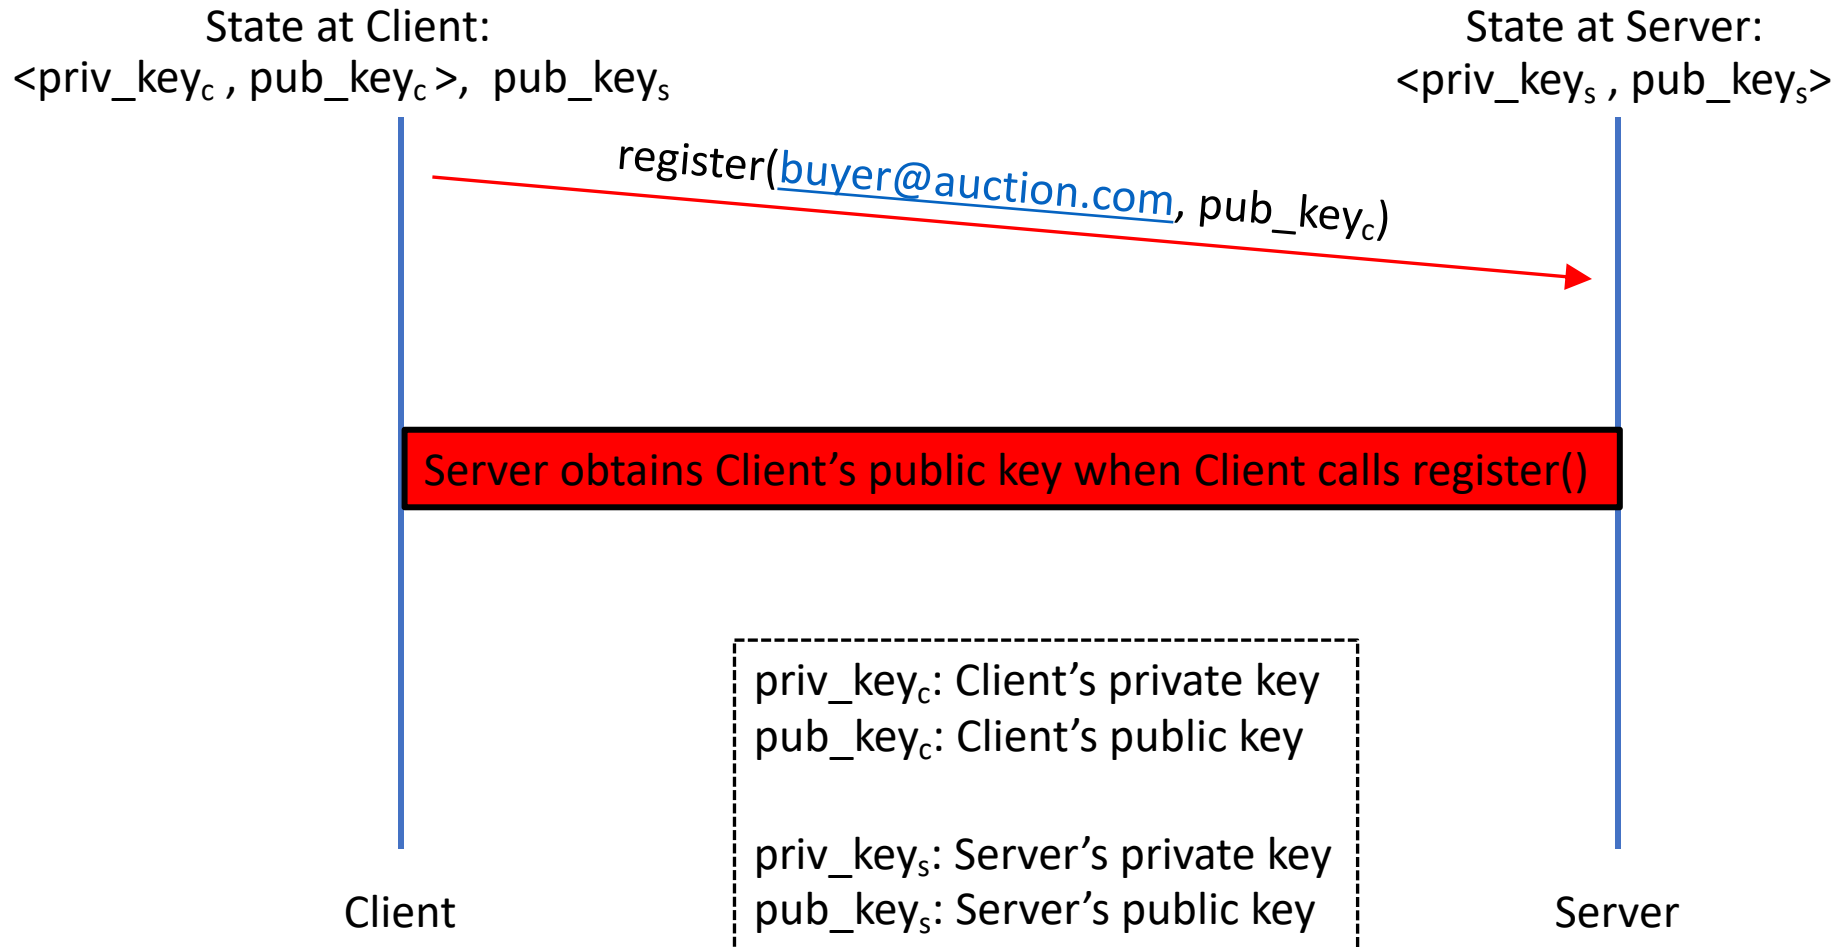 State at Client:
<priv_keyc , pub_keyc >, pub_keys
State at Server:
<priv_keys , pub_keys>
register(buyer@auction.com, pub_keyc)
Server obtains Client’s public key when Client calls register()
priv_keyc: Client’s private key
pub_keyc: Client’s public key
priv_keys: Server’s private key
pub_keys: Server’s public key
Client
Server